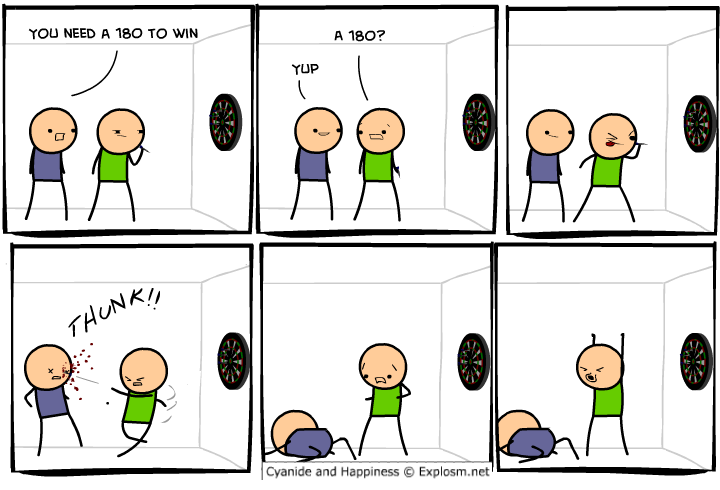 YOU NEED A 180 TO WIN
A 180?
YUP
THUNK!!
Cyanide and Happiness © Explosm.net